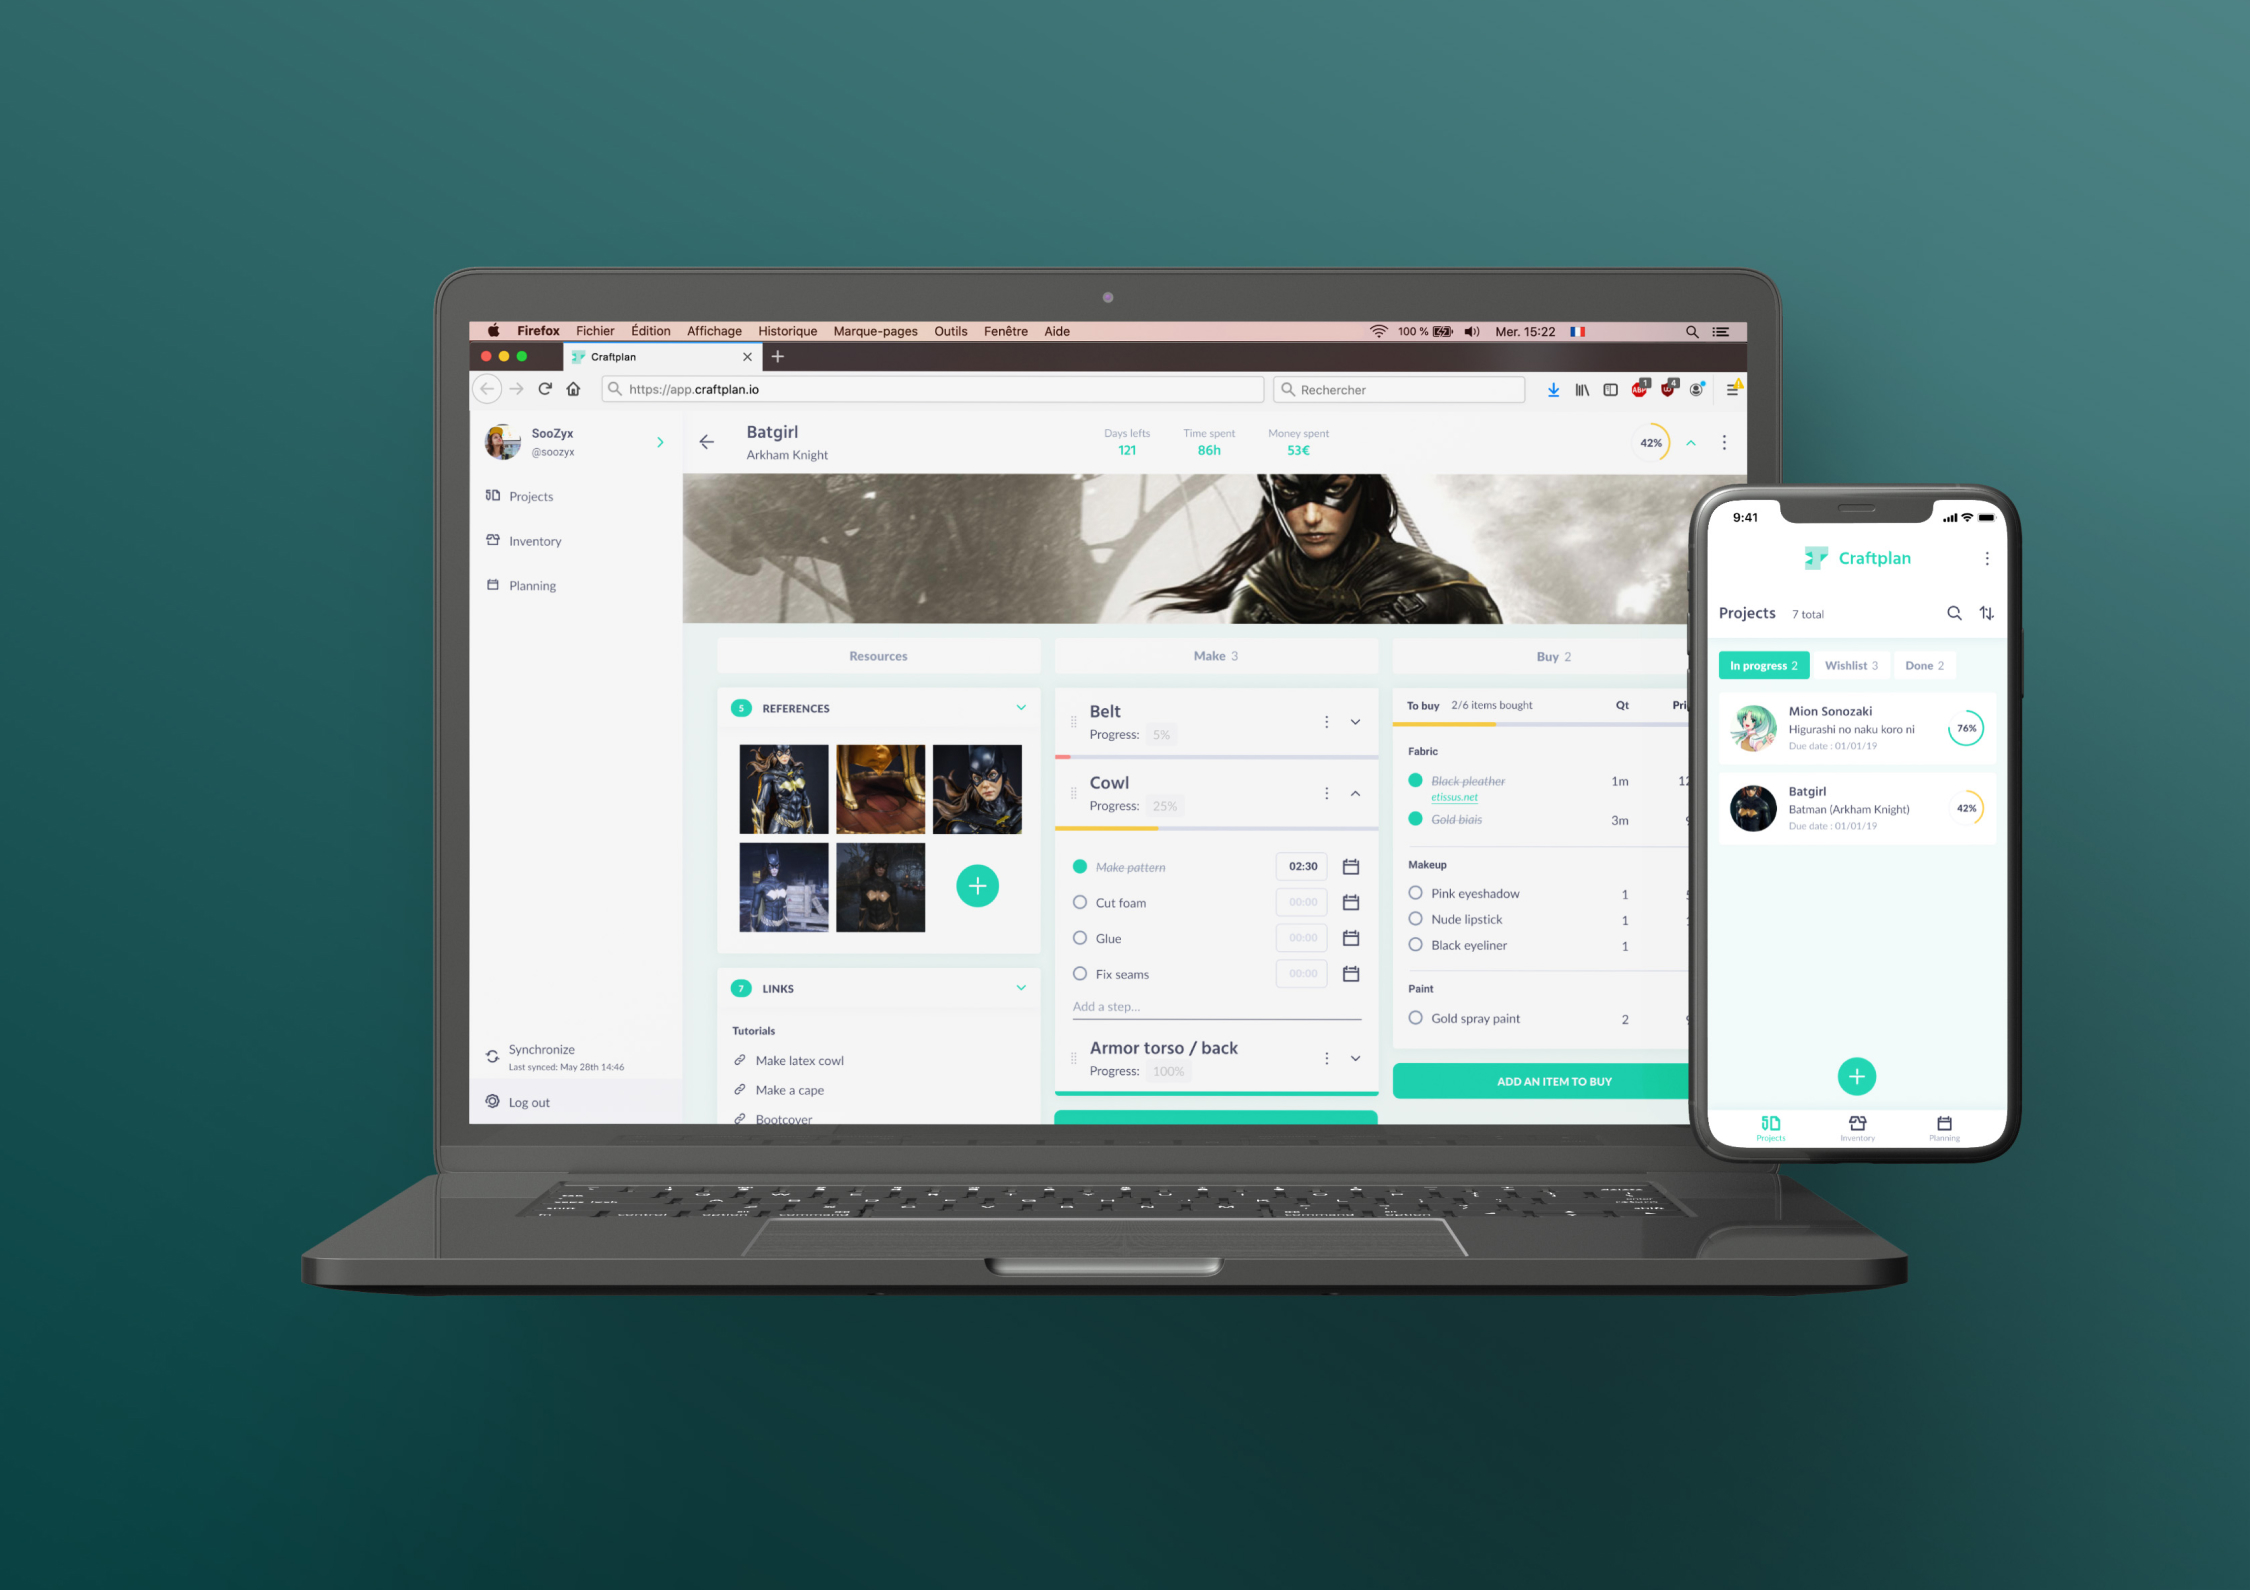 Firefox Fichier Édition Affichage Historique Marque-pages Outils Fenêtre Aide 100 % Mer. 15:22
Craftplan
https://app.craftplan.io Rechercher ABP 1 4
SooZyx
@soozyx
Projects
Inventory
Planning
Synchronize
Last synced: May 28th 14:46
Log out
Batgirl
Arkham Knight
Days lefts Time spent Money spent
121 86h 53€
42%
Resources
5 REFERENCES
7 LINKS
Tutorials
Make latex cowl
Make a cape
Bootcover
Make 3
Belt
Progress: 5%
Cowl
Progress: 25%
Make pattern 02:30
Cut foam 00:00
Glue 00:00
Fix seams 00:00
Add a step...
Armor torso / back
Progress: 100%
Buy 2
To buy 2/6 items bought Qt
Fabric
Black pleather 1m
etissus.net
Gold biais 3m
Makeup
Pink eyeshadow 1
Nude lipstick 1
Black eyeliner 1
Paint
Gold spray paint 2
ADD AN ITEM TO BUY
9:41
Craftplan
Projects 7 total
In progress 2 Wishlist 3 Done 2
Mion Sonozaki
Higurashi no naku koro ni
Due date : 01/01/19
76%
Batgirl
Batman (Arkham Knight)
Due date : 01/01/19
42%
Projects Inventory Planning
control option command
command option